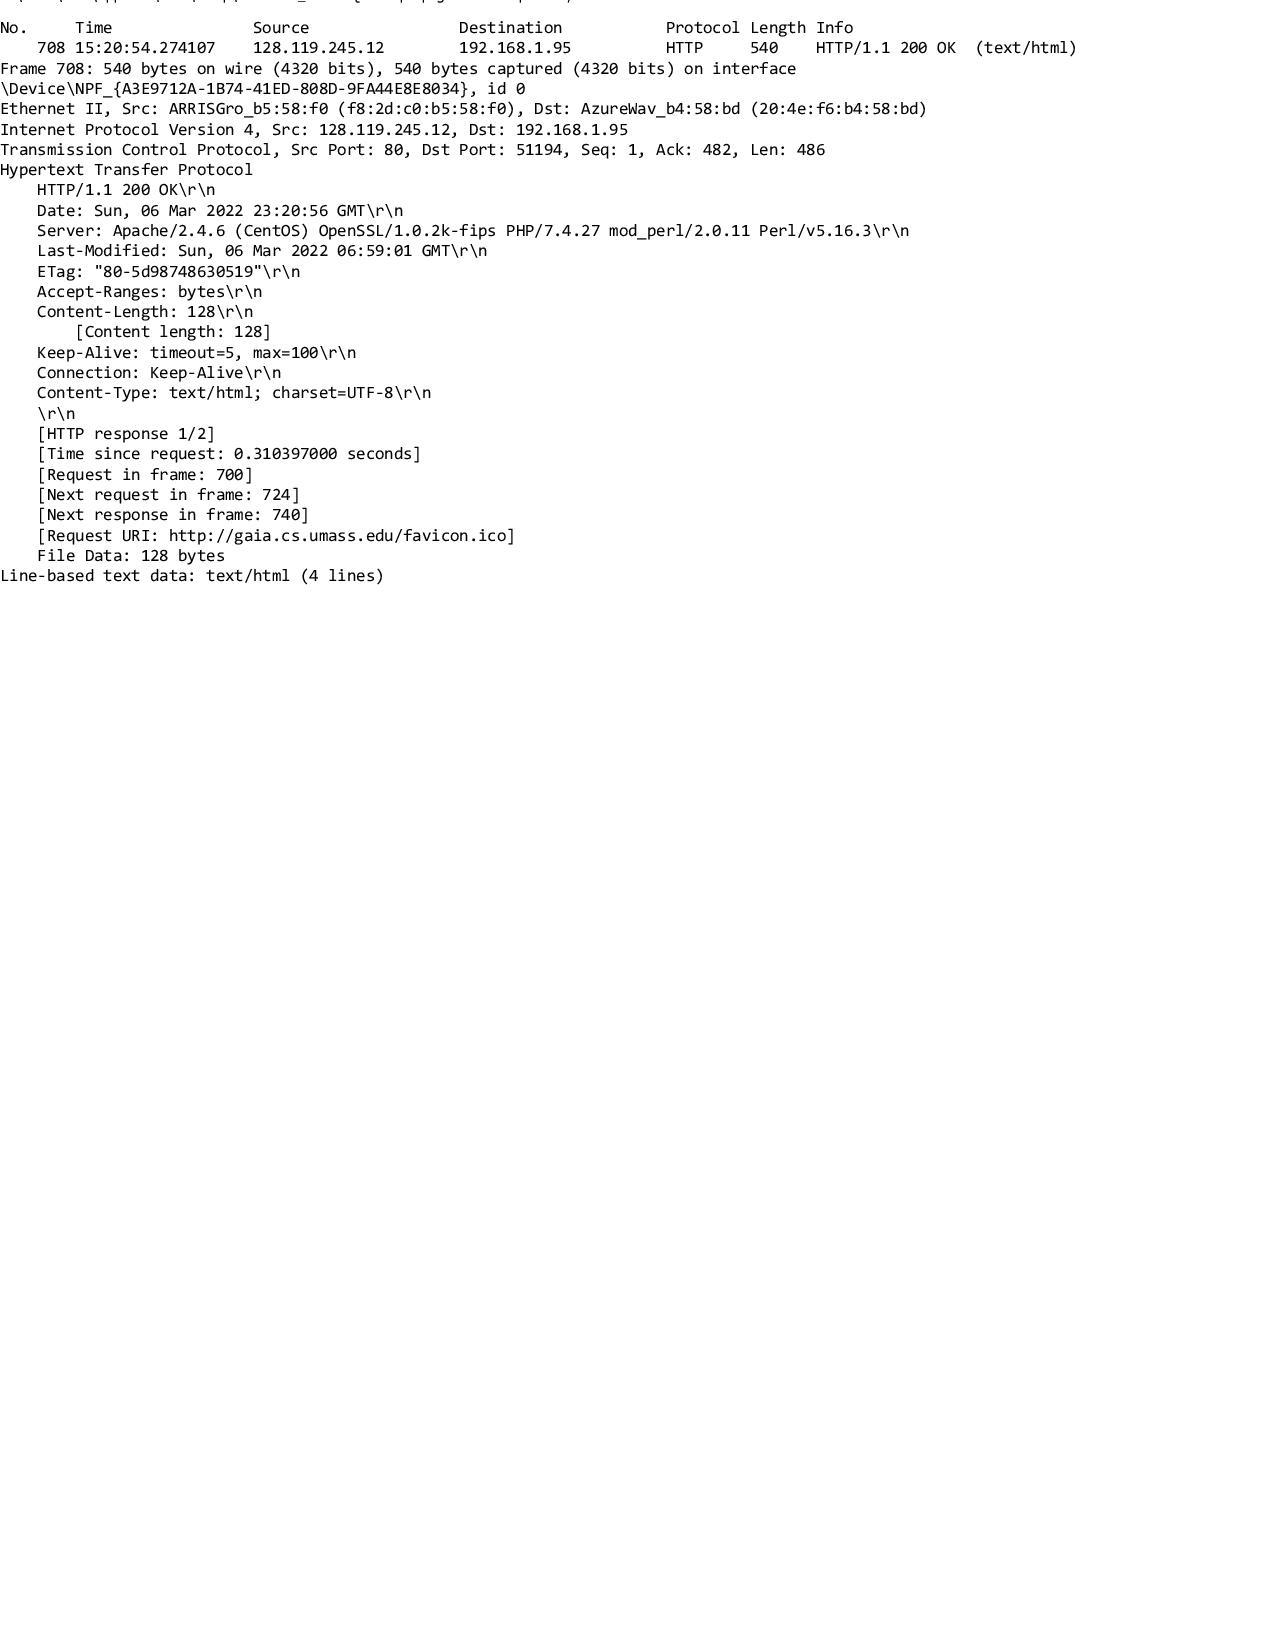 No.     Time                 Source                Destination           Protocol Length Info
    708 15:20:54.274107    128.119.245.12        192.168.1.95          HTTP     540    HTTP/1.1 200 OK  (text/html)
Frame 708: 540 bytes on wire (4320 bits), 540 bytes captured (4320 bits) on interface
\Device\NPF_{A3E9712A-1B74-41ED-808D-9FA44E8E8034}, id 0
Ethernet II, Src: ARRISGro_b5:58:f0 (f8:2d:c0:b5:58:f0), Dst: AzureWav_b4:58:bd (20:4e:f6:b4:58:bd)
Internet Protocol Version 4, Src: 128.119.245.12, Dst: 192.168.1.95
Transmission Control Protocol, Src Port: 80, Dst Port: 51194, Seq: 1, Ack: 482, Len: 486
Hypertext Transfer Protocol
    HTTP/1.1 200 OK\r\n
    Date: Sun, 06 Mar 2022 23:20:56 GMT\r\n
    Server: Apache/2.4.6 (CentOS) OpenSSL/1.0.2k-fips PHP/7.4.27 mod_perl/2.0.11 Perl/v5.16.3\r\n
    Last-Modified: Sun, 06 Mar 2022 06:59:01 GMT\r\n
    ETag: "80-5d98748630519"\r\n
    Accept-Ranges: bytes\r\n
    Content-Length: 128\r\n
        [Content length: 128]
    Keep-Alive: timeout=5, max=100\r\n
    Connection: Keep-Alive\r\n
    Content-Type: text/html; charset=UTF-8\r\n
    \r\n
    [HTTP response 1/2]
    [Time since request: 0.310397000 seconds]
    [Request in frame: 700]
    [Next request in frame: 724]
    [Next response in frame: 740]
    [Request URI: http://gaia.cs.umass.edu/favicon.ico]
    File Data: 128 bytes
Line-based text data: text/html (4 lines)